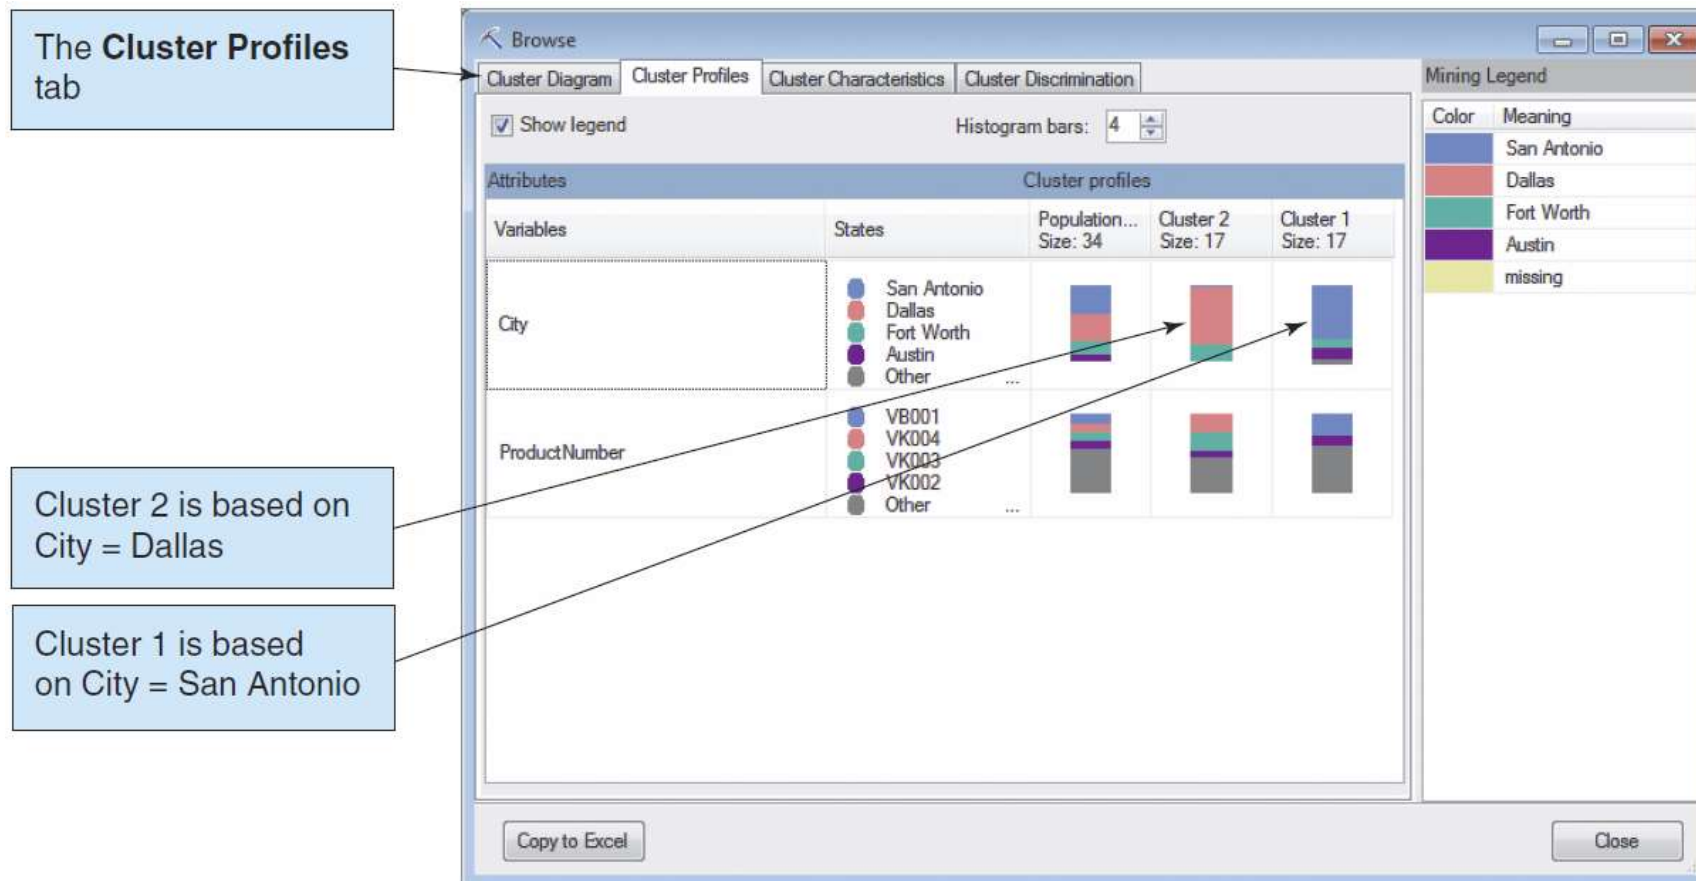 The Cluster Profiles
tab
Cluster 2 is based on
City = Dallas
Cluster 1 is based
on City = San Antonio
Browse
Cluster Diagram Cluster Profiles Cluster Characteristics Cluster Discrimination
Show legend Histogram bars: 4
Attributes Cluster profiles
Variables States Population... Size: 34 Cluster 2 Size: 17 Cluster 1 Size: 17
City
San Antonio
Dallas
Fort Worth
Austin
Other ...
ProductNumber
VB001
VK004
VK003
VK002
Other ...
Copy to Excel
Mining Legend
Color Meaning
San Antonio
Dallas
Fort Worth
Austin
missing
Close